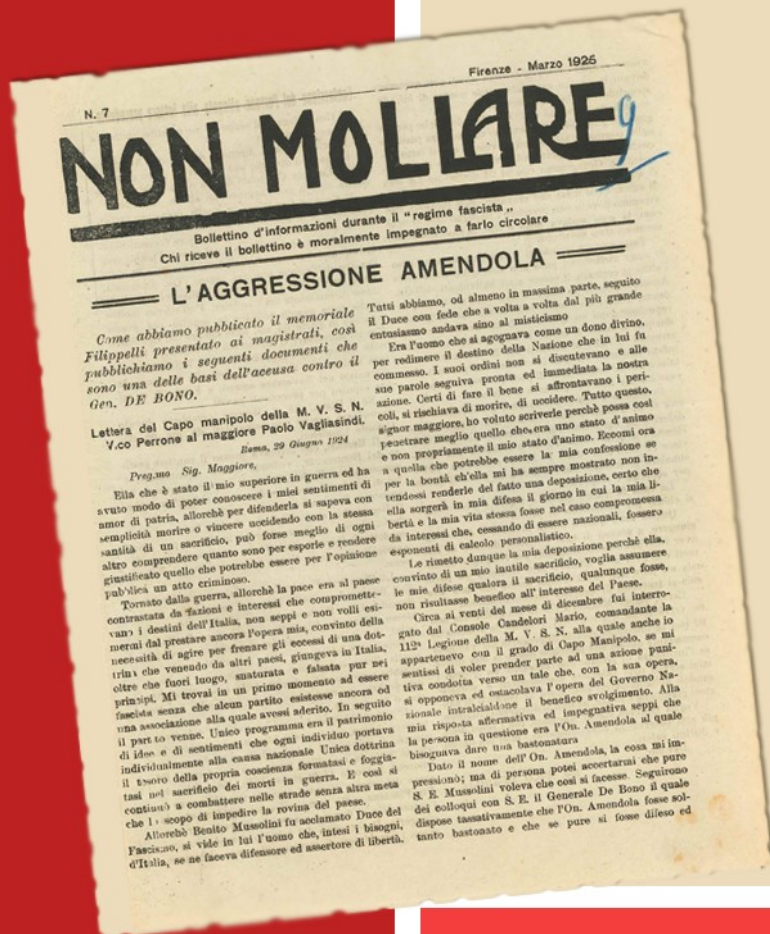 N. 7
Firenze - Marzo 1925
NON MOLLARE
9
Bollettino d'informazioni durante il "regime fascista„
Chi riceve il bollettino è moralmente impegnato a farlo circolare
L'AGGRESSIONE AMENDOLA
Come abbiamo pubbticato il memoriale
Filippelli presentato ai magistrati, così
pubblichiamo i seguenti documenti che
sono una delle basi dell'aceusa contro il
Gen. DE BONO.
Lettera del Capo manipolo della M. V. S. N.
V.co Perrone al maggiore Paolo Vagliasindi.
Roma, 29 Giugno 1924
Preg.mo Sig. Maggiore,
Ella che è stato il mio superiore in guerra ed ha
avuto modo di poter conoscere i miei sentimenti di
amor di patria, allorchè per difenderla si sapeva con
semplicità morire o vincere uccidendo con la stessa
santità di un sacrificio, può forse meglio di ogni
altro comprendere quanto sono per esporle e rendere
giustificato quello che potrebbe essere per l'opinione
pubblica un atto criminoso.
Tornato dalla guerra, allorchè la pace era al paese
contrastata da fazioni e interessi che compromette-
vano i destini dell'Italia, non seppi e non volli esi-
mermi dal prestare ancora l'opera mia, convinto della
necessità di agire per frenare gli eccessi di una dot-
trina che venendo da altri paesi, giungeva in Italia,
oltre che fuori luogo, snaturata e falsata pur nei
principi. Mi trovai in un primo momento ad essere
fascista senza che alcun partito esistesse ancora od
una associazione alla quale avessi aderito. In seguito
il partito venne. Unico programma era il patrimonio
di idee e di sentimenti che ogni individuo portava
individualmente alla causa nazionale Unica dottrina
il tesoro della propria coscienza formatasi e foggia-
tasi nel sacrificio dei morti in guerra. E così si
continuò a combattere nelle strade senza altra meta
che lo scopo di impedire la rovina del paese.
Allorchè Benito Mussolini fu acclamato Duce del
Fascismo, si vide in lui l'uomo che, intesi i bisogni,
d'Italia, se ne faceva difensore ed assertore di libertà.
Tutti abbiamo, od almeno in massima parte, seguito
il Duce con fede che a volta a volta dal più grande
entusiasmo andava sino al misticismo
Era l'uomo che si agognava come un dono divino,
per redimere il destino della Nazione che in lui fu
commesso. I suoi ordini non si discutevano e alle
sue parole seguiva pronta ed immediata la nostra
azione. Certi di fare il bene si affrontavano i peri-
coli, si rischiava di morire, di uccidere. Tutto questo,
signor maggiore, ho voluto scriverle perchè possa così
penetrare meglio quello che era uno stato d'animo
e non propriamente il mio stato d'animo. Eccomi ora
a quella che potrebbe essere la mia confessione se
per la bontà ch'ella mi ha sempre mostrato non in-
tendessi renderle del fatto una deposizione, certo che
ella sorgerà in mia difesa il giorno in cui la mia li-
bertà e la mia vita stessa fosse nel caso compromessa
da interessi che, cessando di essere nazionali, fossero
esponenti di calcolo personalistico.
Le rimetto dunque la mia deposizione perchè ella,
convinto di un mio inutile sacrificio, voglia assumere
le mie difese qualora il sacrificio, qualunque fosse,
non risultasse benefico all'interesse del Paese.
Circa ai venti del mese di dicembre fui interro-
gato dal Console Candelori Mario, comandante la
112ª Legione della M. V. S. N. alla quale anche io
appartenevo con il grado di Capo Manipolo, se mi
sentissi di voler prender parte ad una azione puni-
tiva condotta verso un tale che, con la sua opera,
si opponeva ed ostacolava l'opera del Governo Na-
zionale intralciandone il benefico svolgimento. Alla
mia risposta affermativa ed impegnativa seppi che
la persona in questione era l'On. Amendola al quale
bisognava dare una bastonatura
Dato il nome dell'On. Amendola, la cosa mi im-
pressionò; ma di persona potei accertarmi che pure
S. E. Mussolini voleva che così si facesse. Seguirono
dei colloqui con S. E. il Generale De Bono il quale
dispose tassativamente che l'On. Amendola fosse sol-
tanto bastonato e che se pure si fosse difeso ed